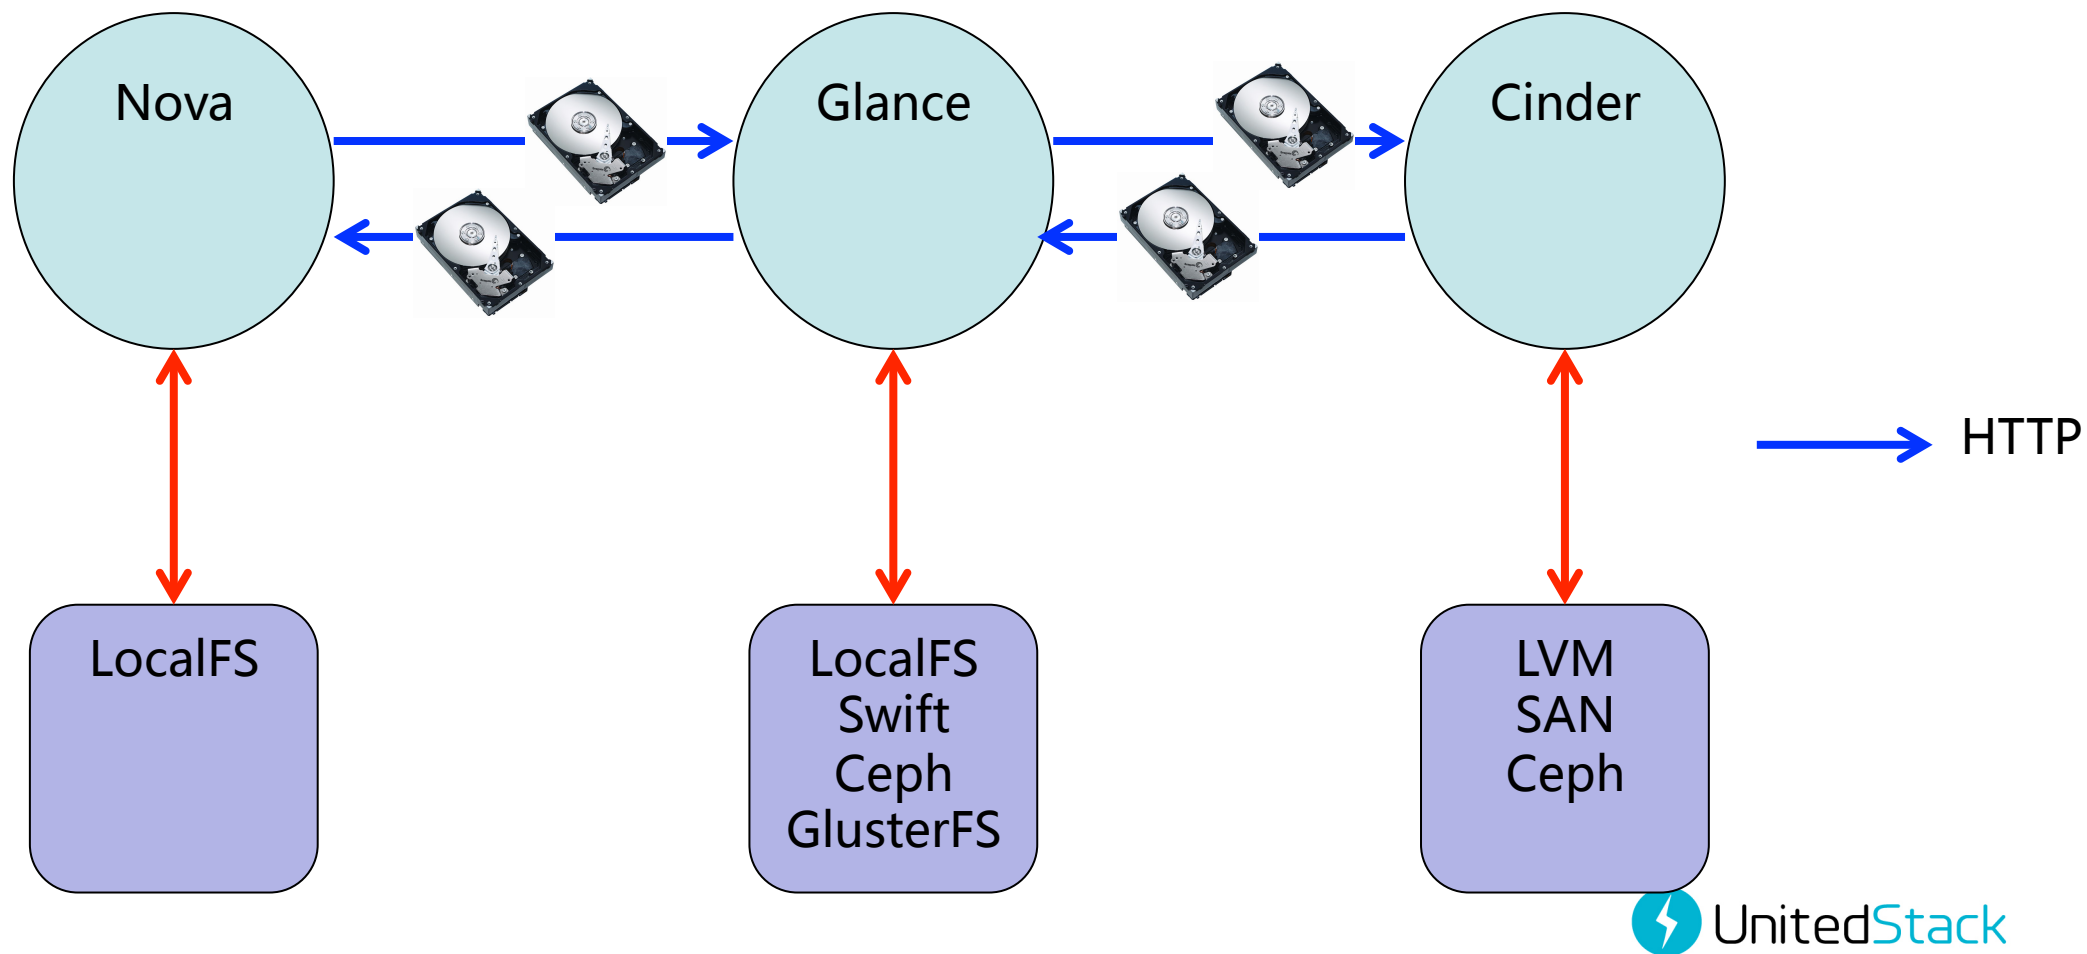 Nova
Glance
Cinder
HTTP
LocalFS
LocalFS
Swift
Ceph
GlusterFS
LVM
SAN
Ceph
UnitedStack